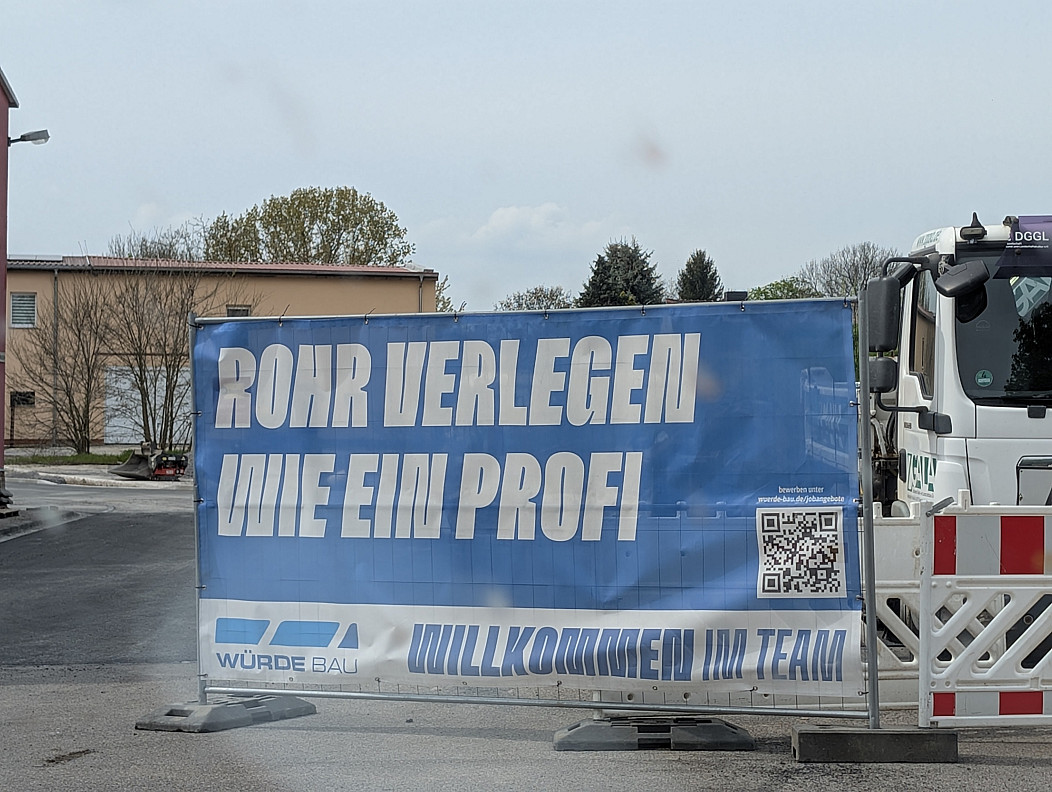 ROHR VERLEGEN
WIE EIN PROFI
bewerben unter
wuerde-bau.de/jobangebote
WÜRDE BAU
WILLKOMMEN IM TEAM
DGGL